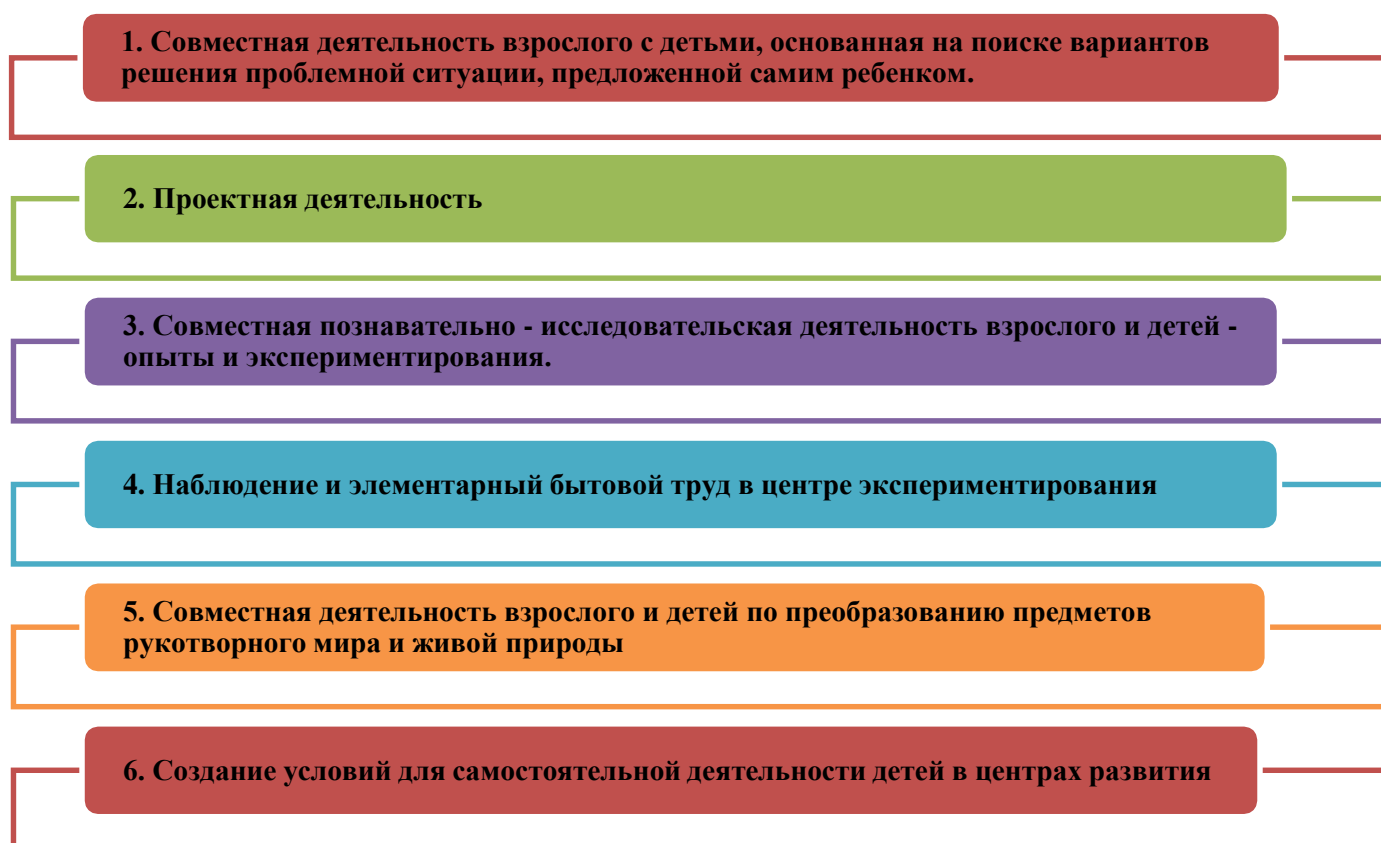 1. Совместная деятельность взрослого с детьми, основанная на поиске вариантов
решения проблемной ситуации, предложенной самим ребенком.
2. Проектная деятельность
3. Совместная познавательно - исследовательская деятельность взрослого и детей -
опыты и экспериментирования.
4. Наблюдение и элементарный бытовой труд в центре экспериментирования
5. Совместная деятельность взрослого и детей по преобразованию предметов
рукотворного мира и живой природы
6. Создание условий для самостоятельной деятельности детей в центрах развития